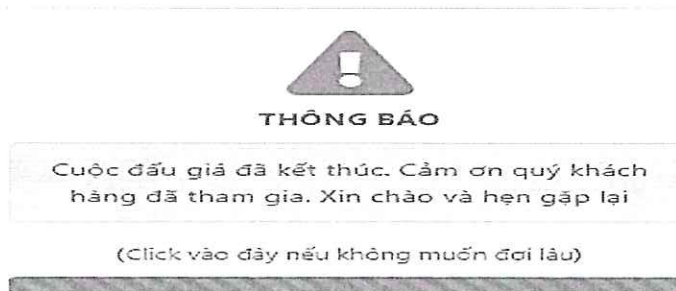 THÔNG BÁO
Cuộc đấu giá đã kết thúc. Cảm ơn quý khách
hàng đã tham gia. Xin chào và hẹn gặp lại
(Click vào đây nếu không muốn đợi lâu)